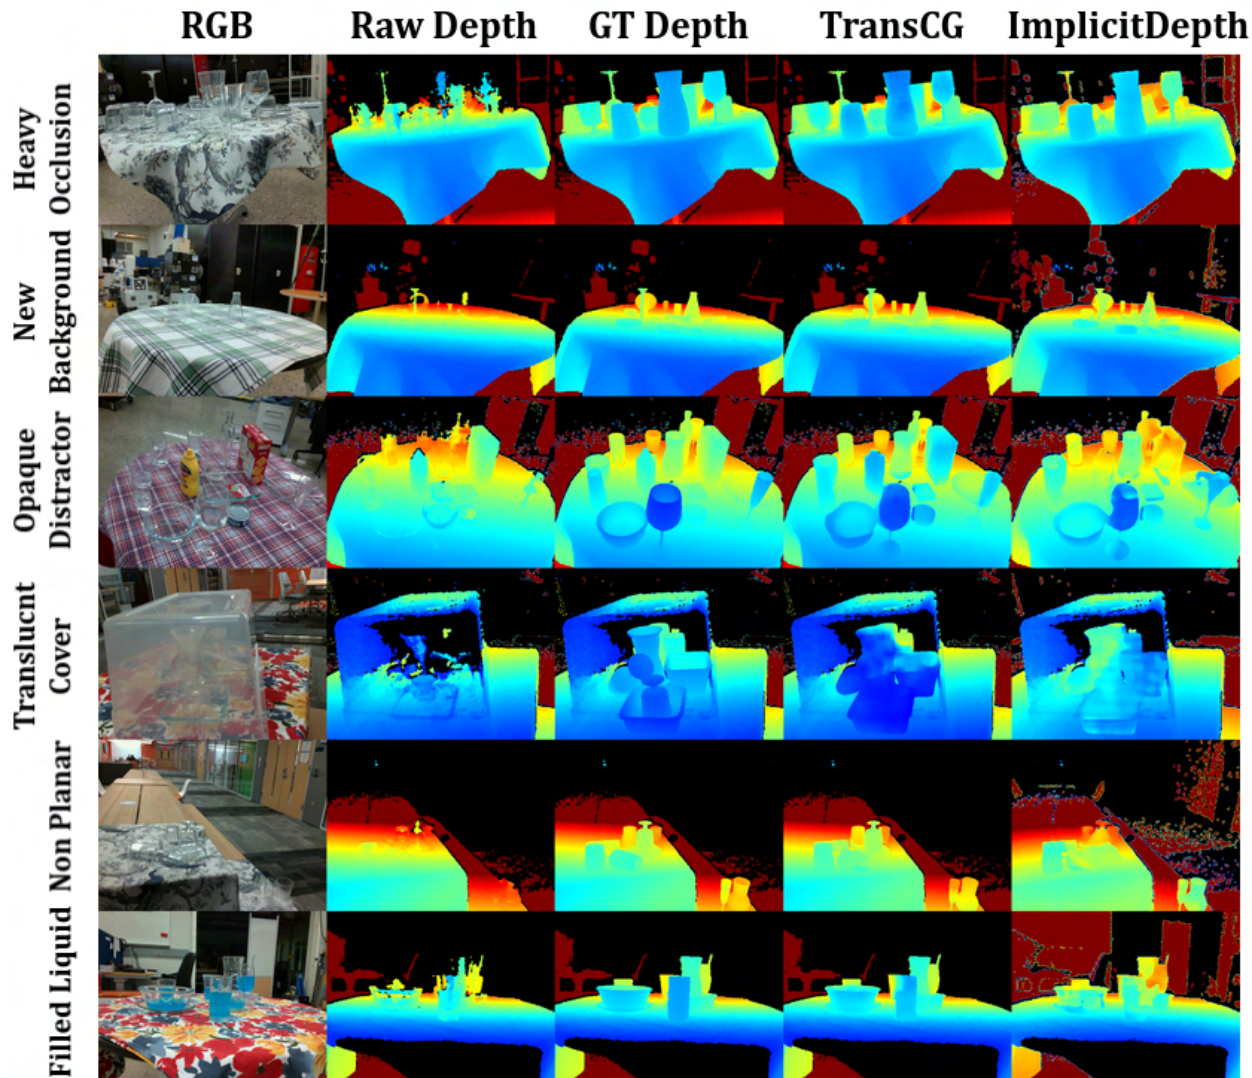 RGB
Raw Depth
GT Depth
TransCG
ImplicitDepth
Heavy
Occlusion
New
Background
Opaque
Distractor
Translucnt
Cover
Non Planar
Filled Liquid